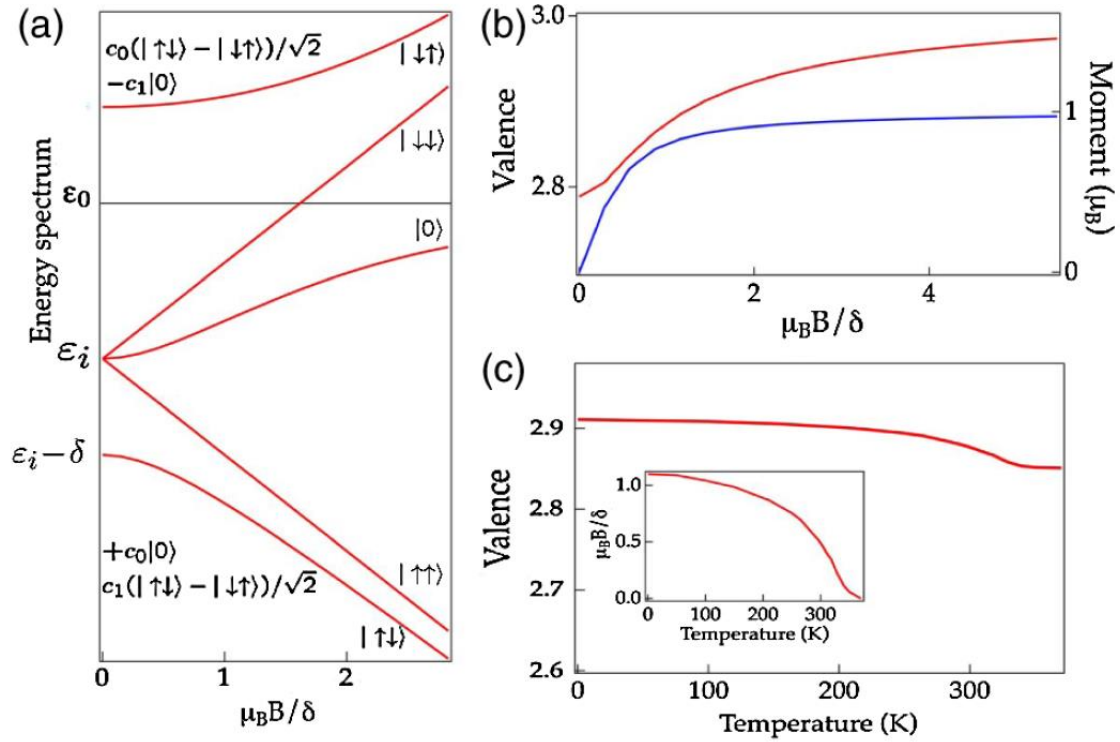 (a)
c₀(|↑↓⟩ − |↓↑⟩)/√2
−c₁|0⟩
|↓↑⟩
|↓↓⟩
ε₀
|0⟩
Energy spectrum
εᵢ
εᵢ−δ
+c₀|0⟩
c₁(|↑↓⟩ − |↓↑⟩)/√2
|↑↑⟩
|↑↓⟩
0 1 2
μ_B B/δ
(b)
3.0
2.8
Valence
1
0
Moment (μ_B)
0 2 4
μ_B B/δ
(c)
2.9
2.8
2.7
2.6
Valence
1.0
0.5
0.0
μ_B B/δ
0 100 200 300
Temperature (K)
0 100 200 300
Temperature (K)